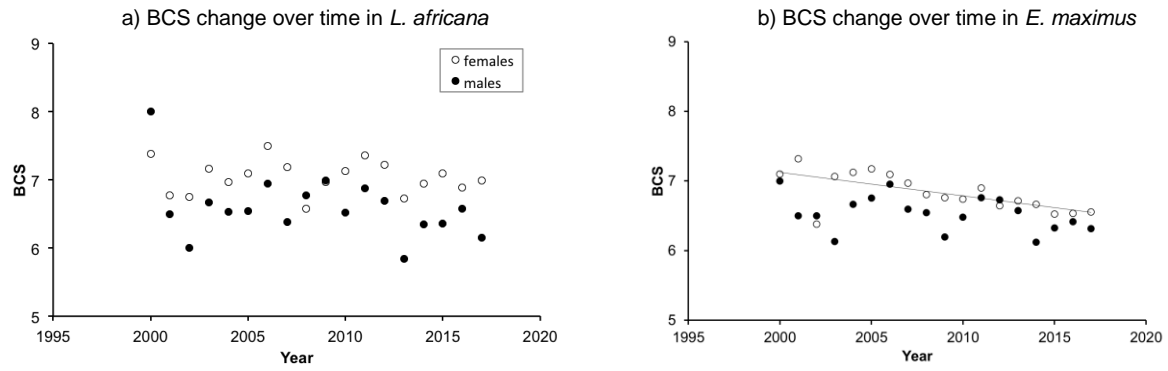 a) BCS change over time in L. africana
9
8
7
6
5
BCS
1995
2000
2005
2010
2015
2020
Year
females
males
b) BCS change over time in E. maximus
9
8
7
6
5
BCS
1995
2000
2005
2010
2015
2020
Year